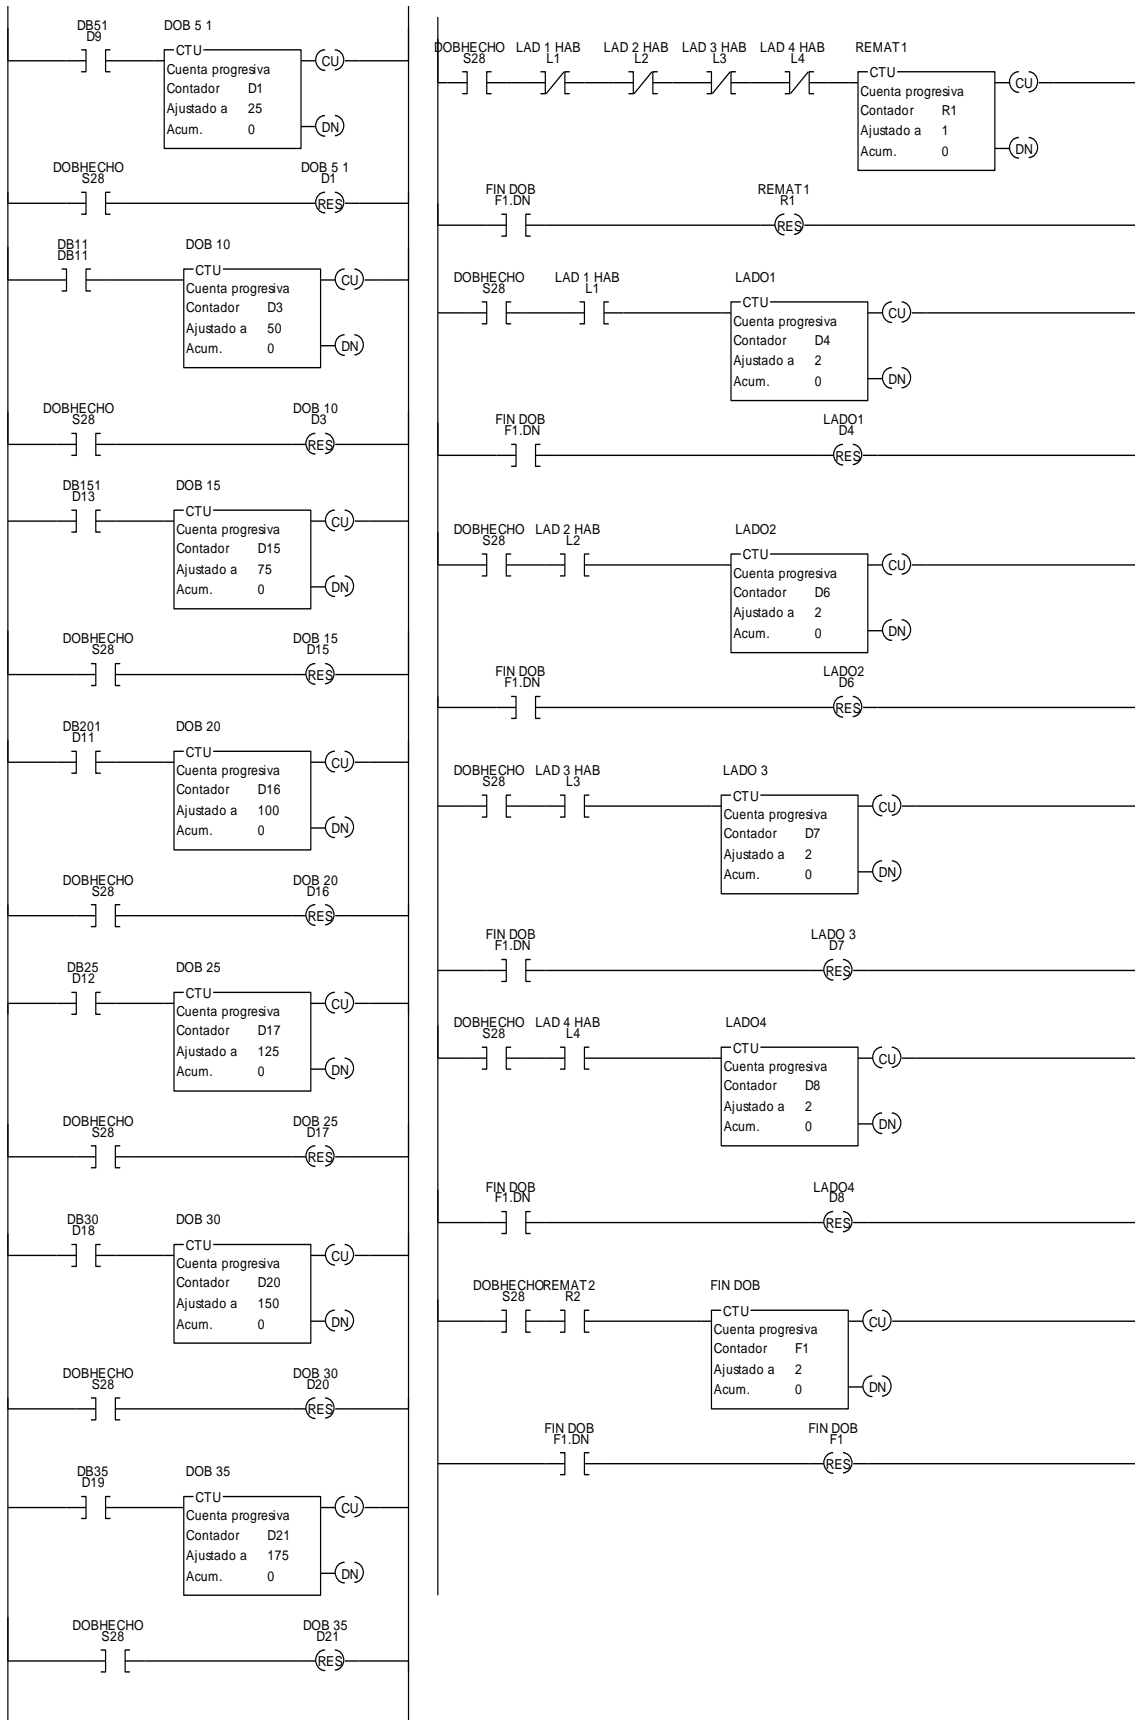 DB51
D9
DOB 5 1
CTU
CU
Cuenta progresiva
Contador D1
Ajustado a 25
Acum. 0
DN
DOBHECHO
S28
DOB 5 1
D1
RES
DB11
DB11
DOB 10
CTU
CU
Cuenta progresiva
Contador D3
Ajustado a 50
Acum. 0
DN
DOBHECHO
S28
DOB 10
D3
RES
DB151
D13
DOB 15
CTU
CU
Cuenta progresiva
Contador D15
Ajustado a 75
Acum. 0
DN
DOBHECHO
S28
DOB 15
D15
RES
DB201
D11
DOB 20
CTU
CU
Cuenta progresiva
Contador D16
Ajustado a 100
Acum. 0
DN
DOBHECHO
S28
DOB 20
D16
RES
DB25
D12
DOB 25
CTU
CU
Cuenta progresiva
Contador D17
Ajustado a 125
Acum. 0
DN
DOBHECHO
S28
DOB 25
D17
RES
DB30
D18
DOB 30
CTU
CU
Cuenta progresiva
Contador D20
Ajustado a 150
Acum. 0
DN
DOBHECHO
S28
DOB 30
D20
RES
DB35
D19
DOB 35
CTU
CU
Cuenta progresiva
Contador D21
Ajustado a 175
Acum. 0
DN
DOBHECHO
S28
DOB 35
D21
RES
DOBHECHO LAD 1 HAB LAD 2 HAB LAD 3 HAB LAD 4 HAB REMAT1
S28 L1 L2 L3 L4
CTU
CU
Cuenta progresiva
Contador R1
Ajustado a 1
Acum. 0
DN
FIN DOB
F1.DN
REMAT1
R1
RES
DOBHECHO LAD 1 HAB LADO1
S28 L1
CTU
CU
Cuenta progresiva
Contador D4
Ajustado a 2
Acum. 0
DN
FIN DOB
F1.DN
LADO1
D4
RES
DOBHECHO LAD 2 HAB LADO2
S28 L2
CTU
CU
Cuenta progresiva
Contador D6
Ajustado a 2
Acum. 0
DN
FIN DOB
F1.DN
LADO2
D6
RES
DOBHECHO LAD 3 HAB LADO 3
S28 L3
CTU
CU
Cuenta progresiva
Contador D7
Ajustado a 2
Acum. 0
DN
FIN DOB
F1.DN
LADO 3
D7
RES
DOBHECHO LAD 4 HAB LADO4
S28 L4
CTU
CU
Cuenta progresiva
Contador D8
Ajustado a 2
Acum. 0
DN
FIN DOB
F1.DN
LADO4
D8
RES
DOBHECHO REMAT2 FIN DOB
S28 R2
CTU
CU
Cuenta progresiva
Contador F1
Ajustado a 2
Acum. 0
DN
FIN DOB
F1.DN
FIN DOB
F1
RES